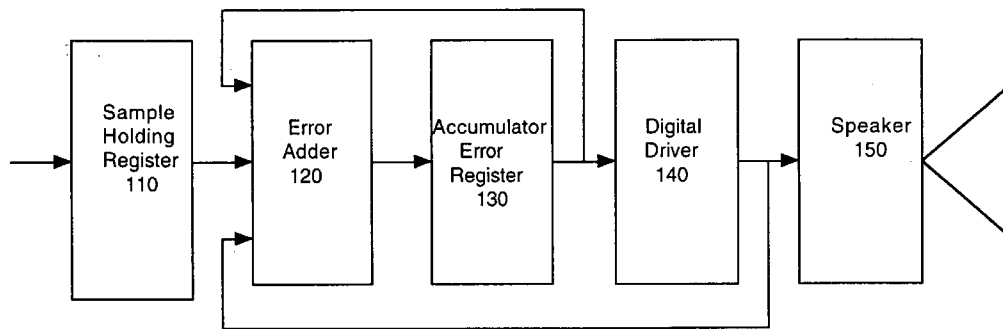 Sample
Holding
Register
110
Error
Adder
120
Accumulator
Error
Register
130
Digital
Driver
140
Speaker
150